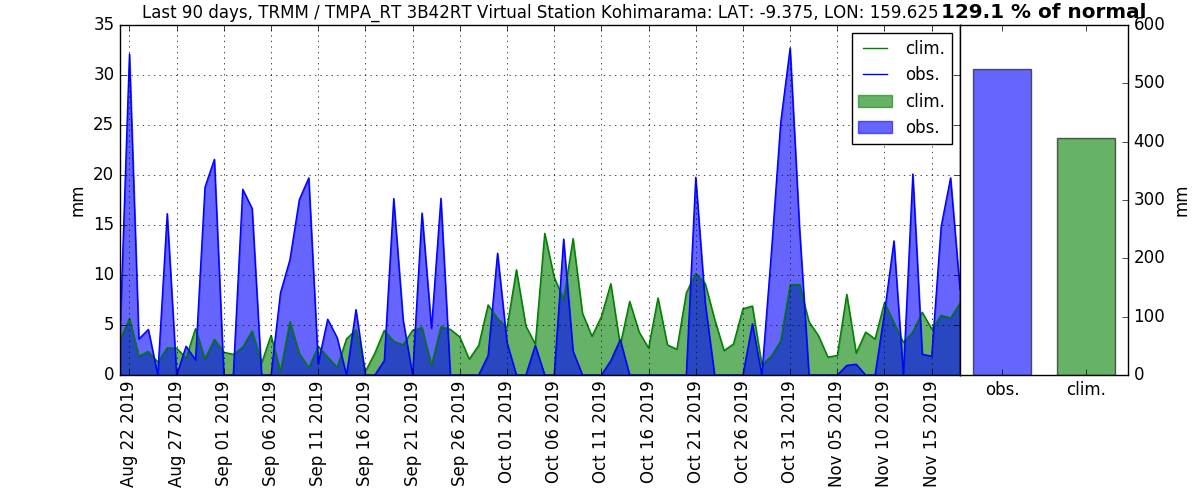 Last 90 days, TRMM / TMPA_RT 3B42RT Virtual Station Kohimarama: LAT: -9.375, LON: 159.625 129.1 % of normal
35
30
25
20
15
10
5
0
mm
clim.
obs.
clim.
obs.
600
500
400
300
200
100
0
mm
obs.
clim.
Aug 22 2019
Aug 27 2019
Sep 01 2019
Sep 06 2019
Sep 11 2019
Sep 16 2019
Sep 21 2019
Sep 26 2019
Oct 01 2019
Oct 06 2019
Oct 11 2019
Oct 16 2019
Oct 21 2019
Oct 26 2019
Oct 31 2019
Nov 05 2019
Nov 10 2019
Nov 15 2019